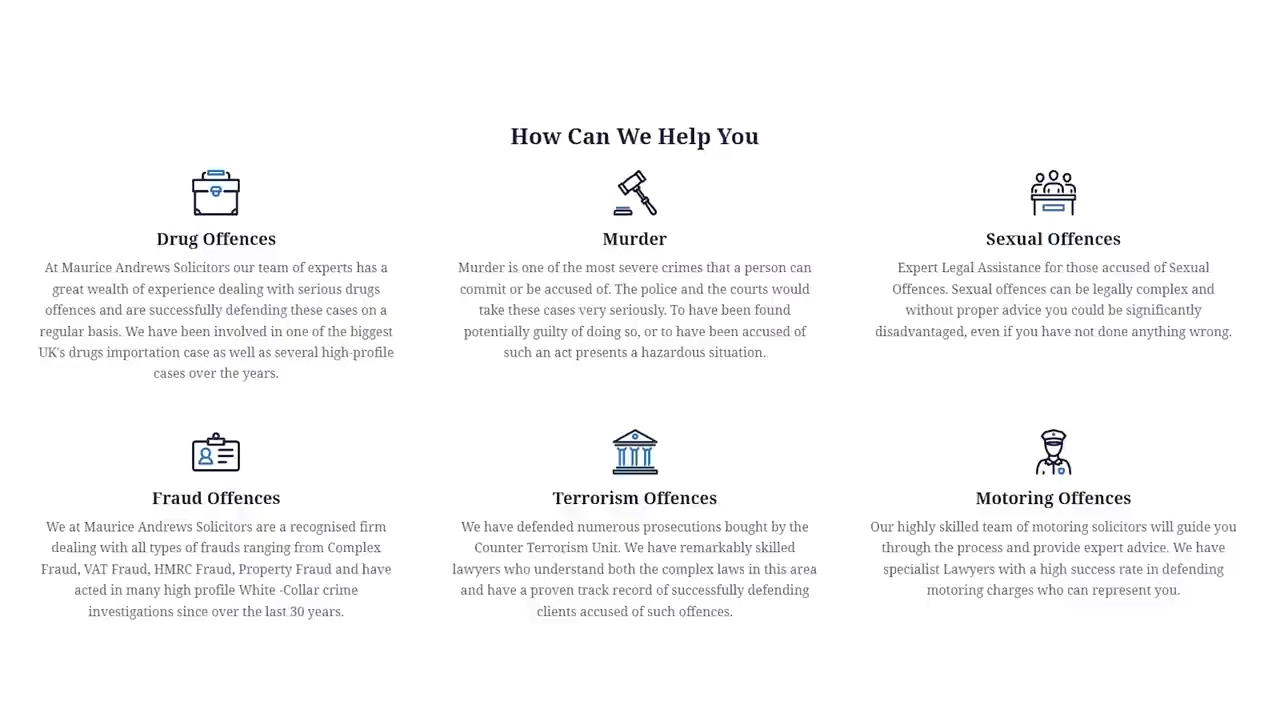 How Can We Help You
Drug Offences
At Maurice Andrews Solicitors our team of experts has a
great wealth of experience dealing with serious drugs
offences and are successfully defending these cases on a
regular basis. We have been involved in one of the biggest
UK's drugs importation case as well as several high-profile
cases over the years.
Murder
Murder is one of the most severe crimes that a person can
commit or be accused of. The police and the courts would
take these cases very seriously. To have been found
potentially guilty of doing so, or to have been accused of
such an act presents a hazardous situation.
Sexual Offences
Expert Legal Assistance for those accused of Sexual
Offences. Sexual offences can be legally complex and
without proper advice you could be significantly
disadvantaged, even if you have not done anything wrong.
Fraud Offences
We at Maurice Andrews Solicitors are a recognised firm
dealing with all types of frauds ranging from Complex
Fraud, VAT Fraud, HMRC Fraud, Property Fraud and have
acted in many high profile White -Collar crime
investigations since over the last 30 years.
Terrorism Offences
We have defended numerous prosecutions bought by the
Counter Terrorism Unit. We have remarkably skilled
lawyers who understand both the complex laws in this area
and have a proven track record of successfully defending
clients accused of such offences.
Motoring Offences
Our highly skilled team of motoring solicitors will guide you
through the process and provide expert advice. We have
specialist Lawyers with a high success rate in defending
motoring charges who can represent you.